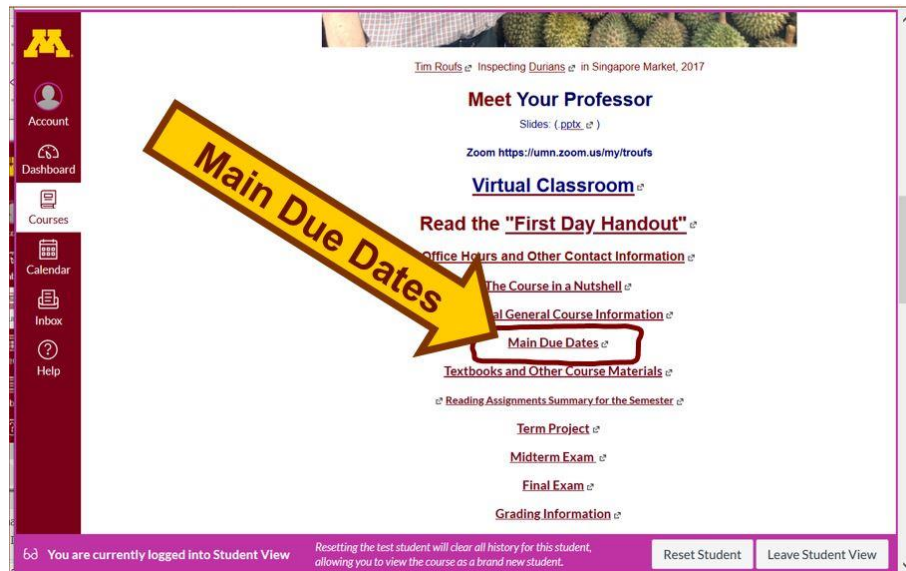 Tim Roufs Inspecting Durians in Singapore Market, 2017
Meet Your Professor
Slides: (.pptx )
Zoom https://umn.zoom.us/my/troufs
Virtual Classroom
Read the "First Day Handout"
Office Hours and Other Contact Information
The Course in a Nutshell
al General Course Information
Main Due Dates
Textbooks and Other Course Materials
Reading Assignments Summary for the Semester
Term Project
Midterm Exam
Final Exam
Grading Information
Main Due Dates
M
Account
Dashboard
Courses
Calendar
Inbox
Help
You are currently logged into Student View
Resetting the test student will clear all history for this student,
allowing you to view the course as a brand new student.
Reset Student
Leave Student View